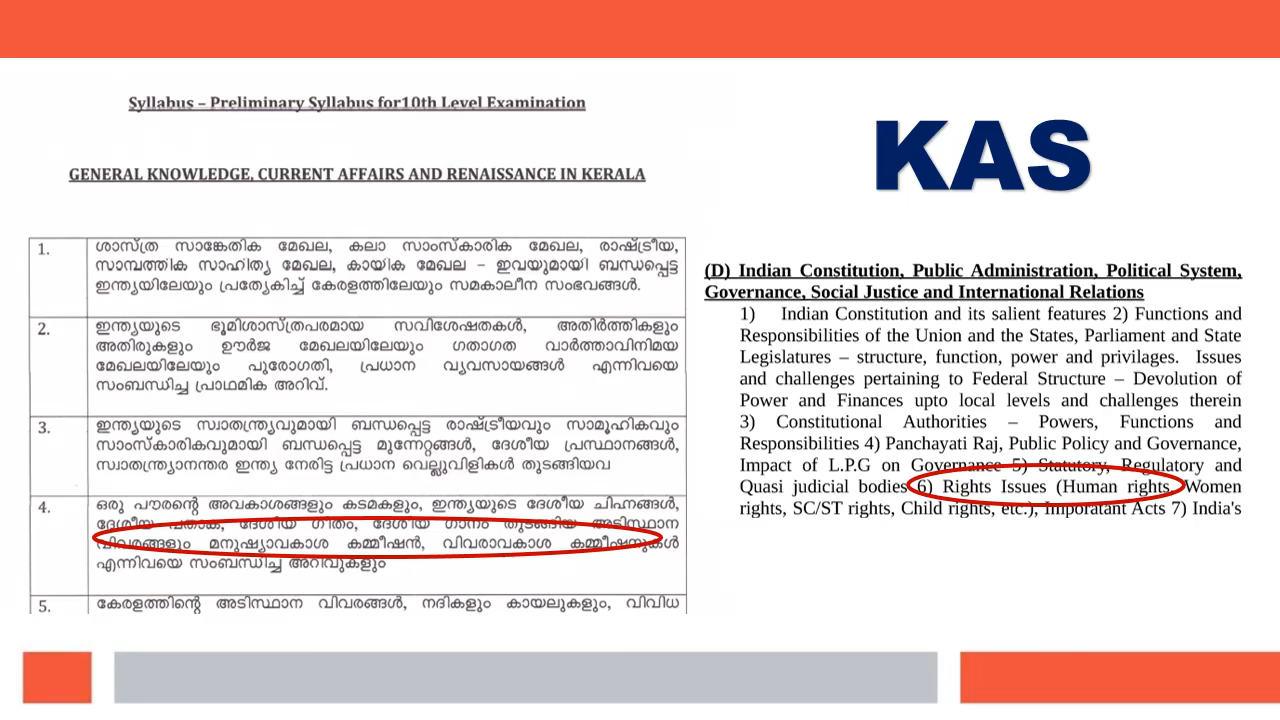 Syllabus – Preliminary Syllabus for10th Level Examination
GENERAL KNOWLEDGE, CURRENT AFFAIRS AND RENAISSANCE IN KERALA
1. ശാസ്ത്ര സാങ്കേതിക മേഖല, കലാ സാംസ്കാരിക മേഖല, രാഷ്ട്രീയ,
സാമ്പത്തിക സാഹിത്യ മേഖല, കായിക മേഖല – ഇവയുമായി ബന്ധപ്പെട്ട
ഇന്ത്യയിലേയും പ്രത്യേകിച്ച് കേരളത്തിലേയും സമകാലീന സംഭവങ്ങൾ.
2. ഇന്ത്യയുടെ ഭൂമിശാസ്ത്രപരമായ സവിശേഷതകൾ, അതിർത്തികളും
അതിരുകളും ഊർജ മേഖലയിലേയും ഗതാഗത വാർത്താവിനിമയ
മേഖലയിലേയും പുരോഗതി, പ്രധാന വ്യവസായങ്ങൾ എന്നിവയെ
സംബന്ധിച്ച പ്രാഥമിക അറിവ്.
3. ഇന്ത്യയുടെ സ്വാതന്ത്ര്യവുമായി ബന്ധപ്പെട്ട രാഷ്ട്രീയവും സാമൂഹികവും
സാംസ്കാരികവുമായി ബന്ധപ്പെട്ട മുന്നേറ്റങ്ങൾ, ദേശീയ പ്രസ്ഥാനങ്ങൾ,
സ്വാതന്ത്ര്യാനന്തര ഇന്ത്യ നേരിട്ട പ്രധാന വെല്ലുവിളികൾ തുടങ്ങിയവ
4. ഒരു പൗരന്റെ അവകാശങ്ങളും കടമകളും, ഇന്ത്യയുടെ ദേശീയ ചിഹ്നങ്ങൾ,
ദേശീയ പതാക, ദേശീയ ഗീതം, ദേശീയ ഗാനം തുടങ്ങിയ അടിസ്ഥാന
വിവരങ്ങളും മനുഷ്യാവകാശ കമ്മീഷൻ, വിവരാവകാശ കമ്മീഷനുകൾ
എന്നിവയെ സംബന്ധിച്ച അറിവുകളും
5. കേരളത്തിന്റെ അടിസ്ഥാന വിവരങ്ങൾ, നദികളും കായലുകളും, വിവിധ
KAS
(D) Indian Constitution, Public Administration, Political System,
Governance, Social Justice and International Relations
1) Indian Constitution and its salient features 2) Functions and
Responsibilities of the Union and the States, Parliament and State
Legislatures – structure, function, power and privilages. Issues
and challenges pertaining to Federal Structure – Devolution of
Power and Finances upto local levels and challenges therein
3) Constitutional Authorities – Powers, Functions and
Responsibilities 4) Panchayati Raj, Public Policy and Governance,
Impact of L.P.G on Governance 5) Statutory, Regulatory and
Quasi judicial bodies 6) Rights Issues (Human rights, Women
rights, SC/ST rights, Child rights, etc.), Imporatant Acts 7) India's